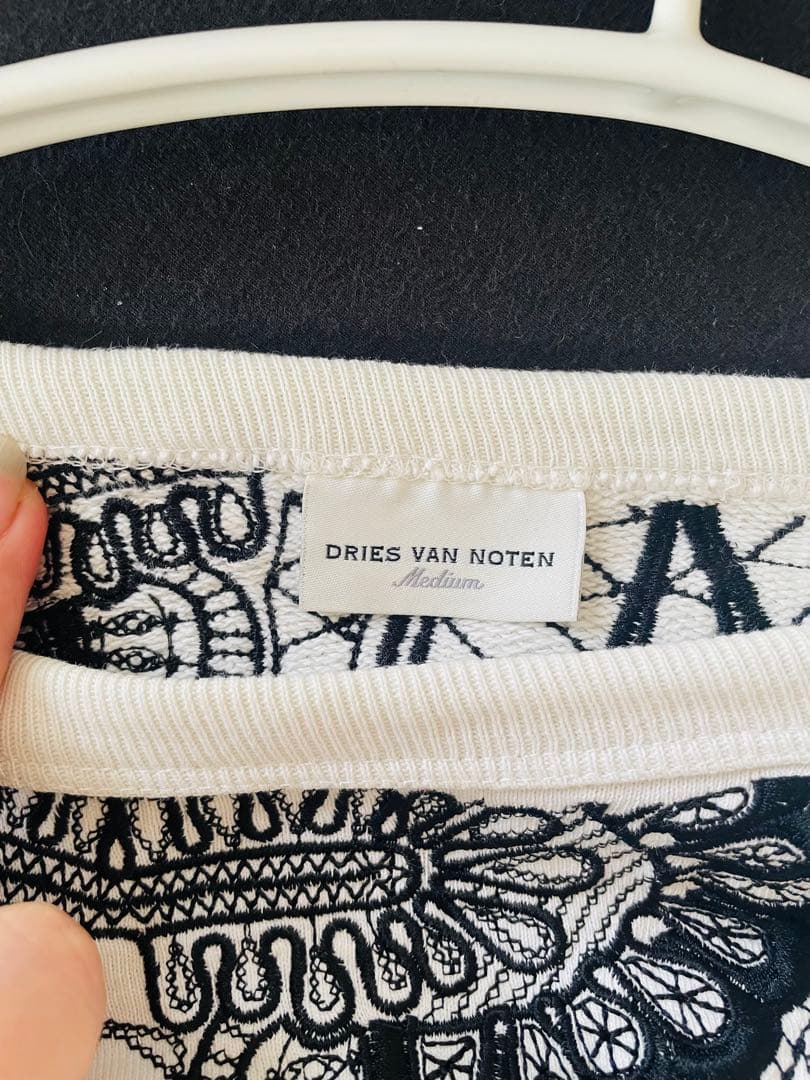 DRIES VAN NOTEN
Medium
A